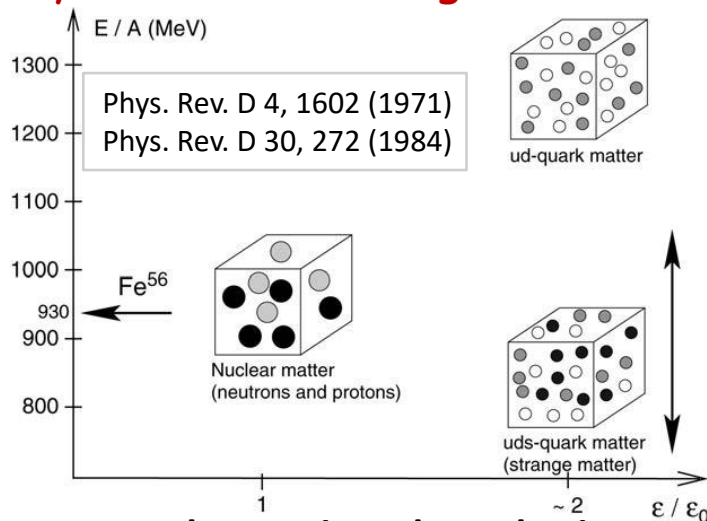 E / A (MeV)
1300
Phys. Rev. D 4, 1602 (1971)
Phys. Rev. D 30, 272 (1984)
1200
ud-quark matter
1100
1000
Fe⁵⁶
930
900
Nuclear matter
(neutrons and protons)
800
uds-quark matter
(strange matter)
1
~ 2
ε / ε₀